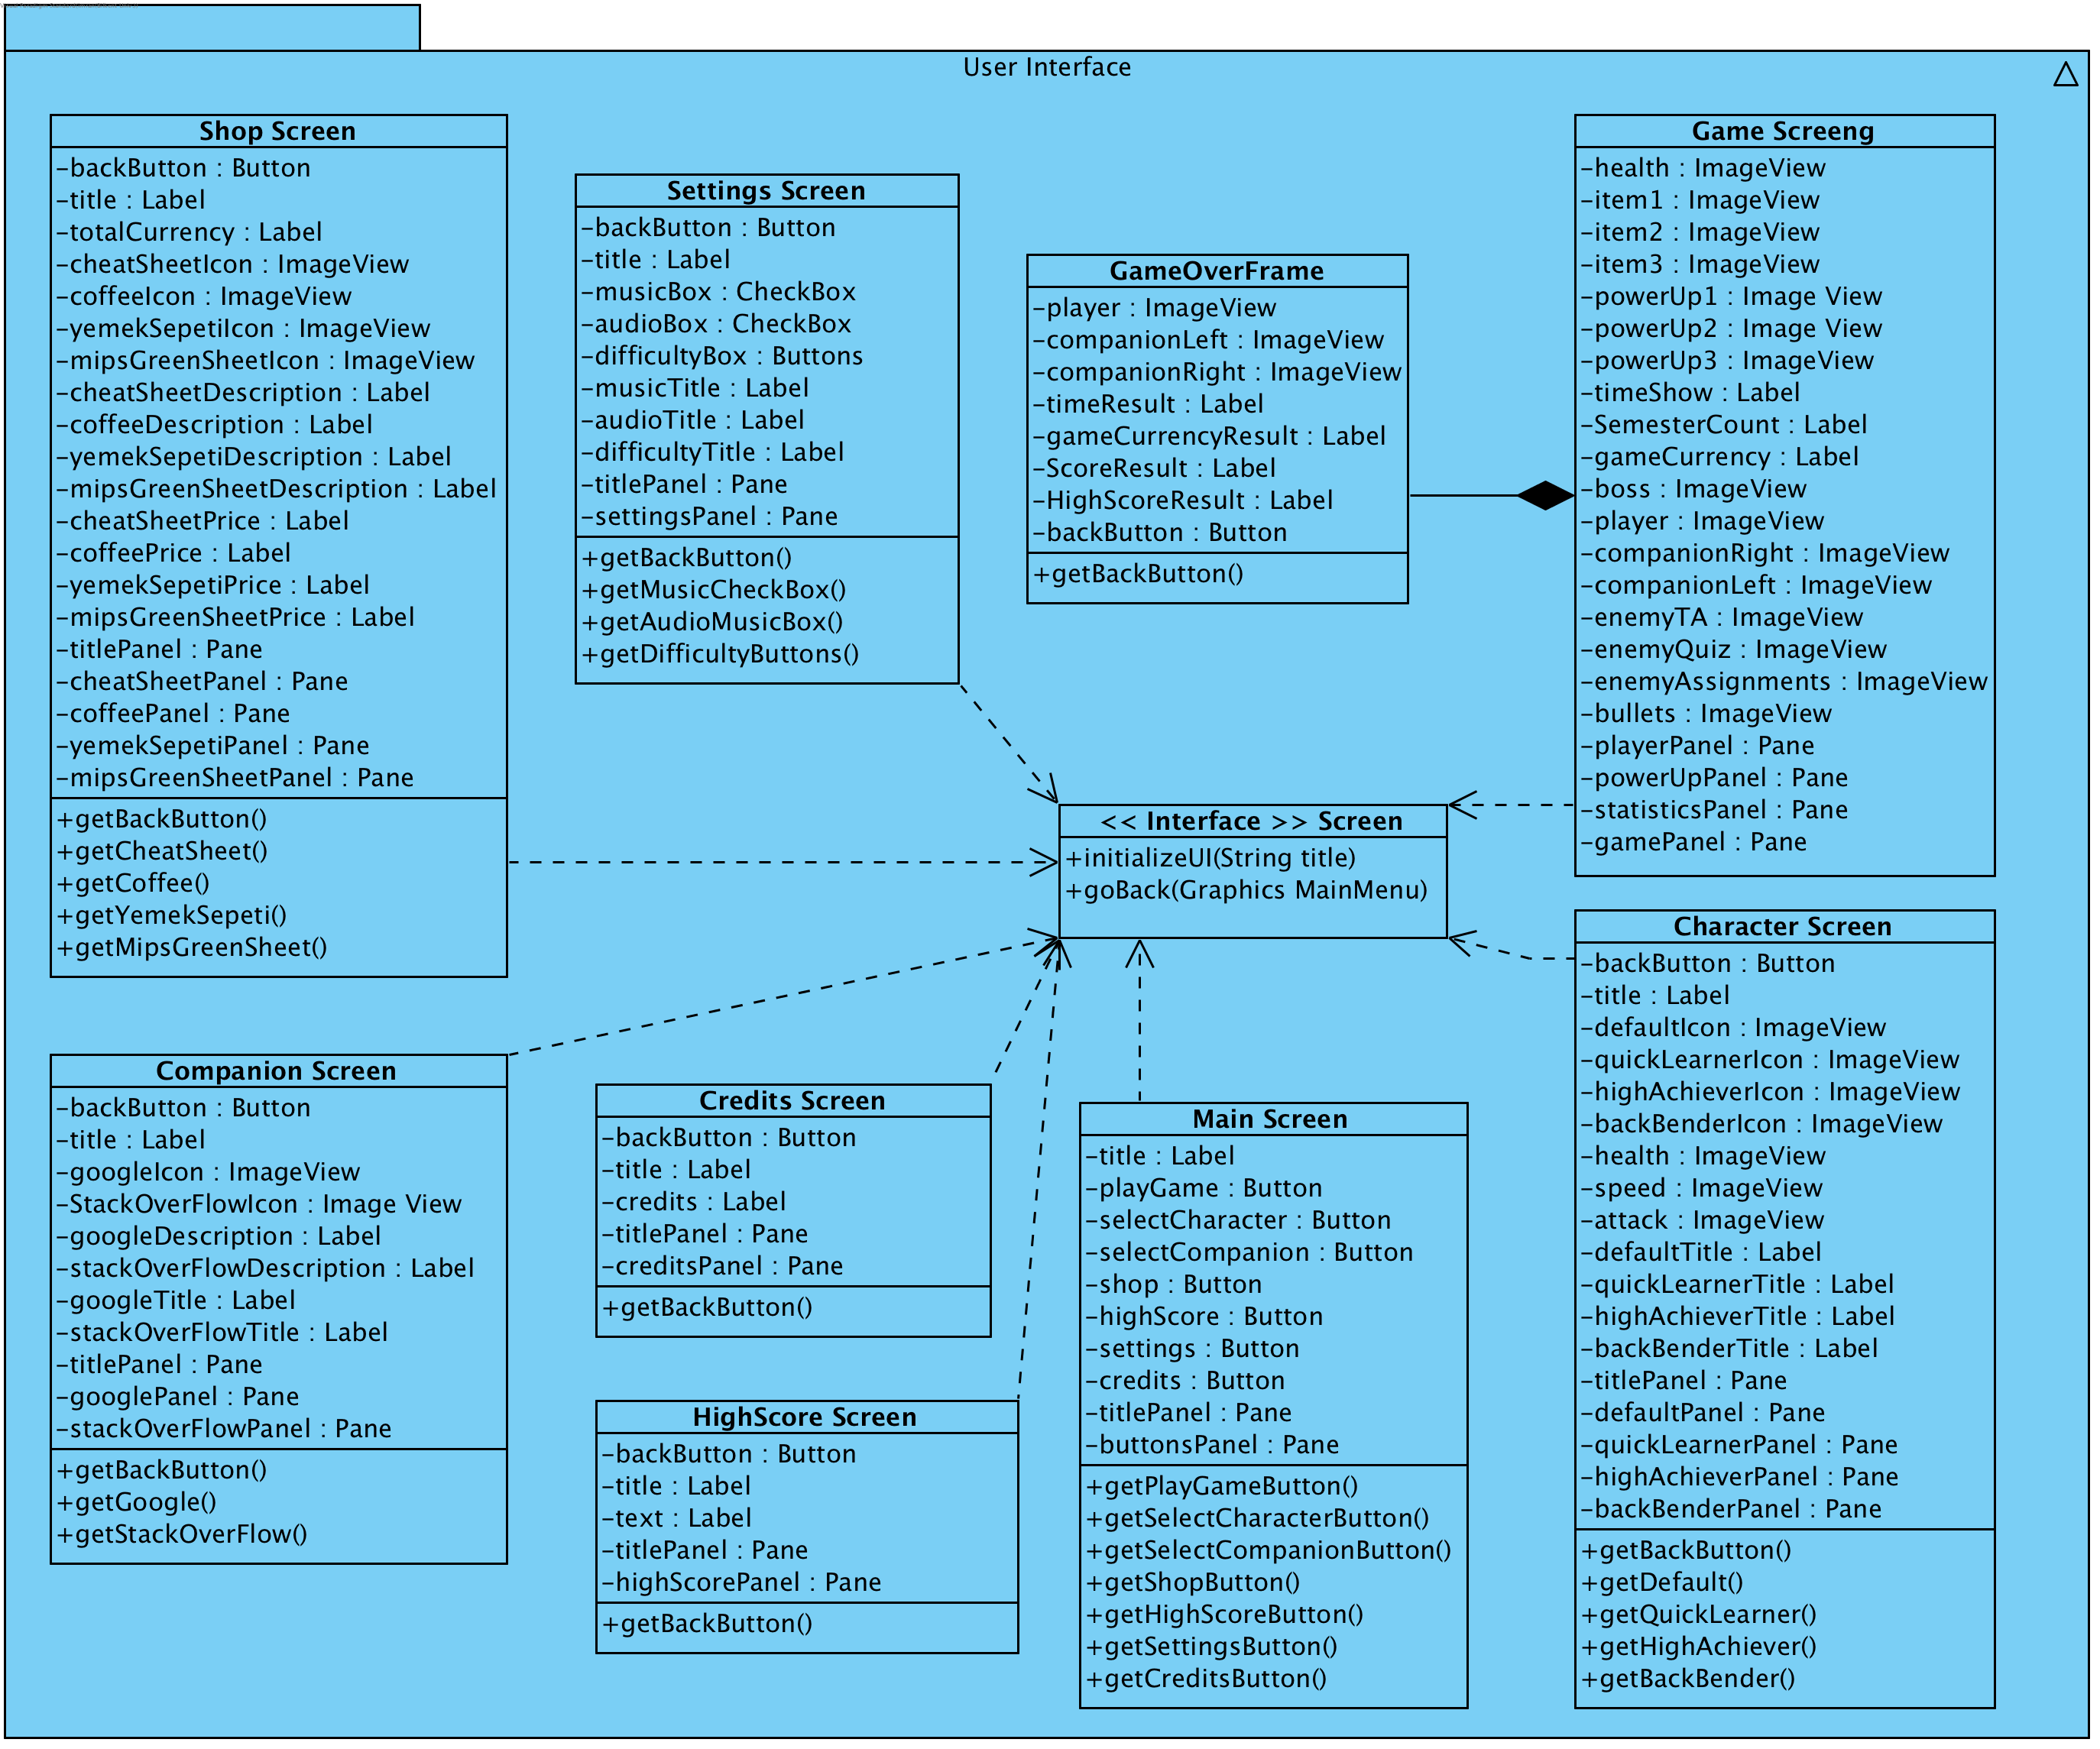 User Interface
Shop Screen
-backButton : Button
-title : Label
-totalCurrency : Label
-cheatSheetIcon : ImageView
-coffeeIcon : ImageView
-yemekSepetiIcon : ImageView
-mipsGreenSheetIcon : ImageView
-cheatSheetDescription : Label
-coffeeDescription : Label
-yemekSepetiDescription : Label
-mipsGreenSheetDescription : Label
-cheatSheetPrice : Label
-coffeePrice : Label
-yemekSepetiPrice : Label
-mipsGreenSheetPrice : Label
-titlePanel : Pane
-cheatSheetPanel : Pane
-coffeePanel : Pane
-yemekSepetiPanel : Pane
-mipsGreenSheetPanel : Pane
+getBackButton()
+getCheatSheet()
+getCoffee()
+getYemekSepeti()
+getMipsGreenSheet()
Settings Screen
-backButton : Button
-title : Label
-musicBox : CheckBox
-audioBox : CheckBox
-difficultyBox : Buttons
-musicTitle : Label
-audioTitle : Label
-difficultyTitle : Label
-titlePanel : Pane
-settingsPanel : Pane
+getBackButton()
+getMusicCheckBox()
+getAudioMusicBox()
+getDifficultyButtons()
GameOverFrame
-player : ImageView
-companionLeft : ImageView
-companionRight : ImageView
-timeResult : Label
-gameCurrencyResult : Label
-ScoreResult : Label
-HighScoreResult : Label
-backButton : Button
+getBackButton()
Game Screeng
-health : ImageView
-item1 : ImageView
-item2 : ImageView
-item3 : ImageView
-powerUp1 : Image View
-powerUp2 : Image View
-powerUp3 : ImageView
-timeShow : Label
-SemesterCount : Label
-gameCurrency : Label
-boss : ImageView
-player : ImageView
-companionRight : ImageView
-companionLeft : ImageView
-enemyTA : ImageView
-enemyQuiz : ImageView
-enemyAssignments : ImageView
-bullets : ImageView
-playerPanel : Pane
-powerUpPanel : Pane
-statisticsPanel : Pane
-gamePanel : Pane
<< Interface >> Screen
+initializeUI(String title)
+goBack(Graphics MainMenu)
Companion Screen
-backButton : Button
-title : Label
-googleIcon : ImageView
-StackOverFlowIcon : Image View
-googleDescription : Label
-stackOverFlowDescription : Label
-googleTitle : Label
-stackOverFlowTitle : Label
-titlePanel : Pane
-googlePanel : Pane
-stackOverFlowPanel : Pane
+getBackButton()
+getGoogle()
+getStackOverFlow()
Credits Screen
-backButton : Button
-title : Label
-credits : Label
-titlePanel : Pane
-creditsPanel : Pane
+getBackButton()
HighScore Screen
-backButton : Button
-title : Label
-text : Label
-titlePanel : Pane
-highScorePanel : Pane
+getBackButton()
Main Screen
-title : Label
-playGame : Button
-selectCharacter : Button
-selectCompanion : Button
-shop : Button
-highScore : Button
-settings : Button
-credits : Button
-titlePanel : Pane
-buttonsPanel : Pane
+getPlayGameButton()
+getSelectCharacterButton()
+getSelectCompanionButton()
+getShopButton()
+getHighScoreButton()
+getSettingsButton()
+getCreditsButton()
Character Screen
-backButton : Button
-title : Label
-defaultIcon : ImageView
-quickLearnerIcon : ImageView
-highAchieverIcon : ImageView
-backBenderIcon : ImageView
-health : ImageView
-speed : ImageView
-attack : ImageView
-defaultTitle : Label
-quickLearnerTitle : Label
-highAchieverTitle : Label
-backBenderTitle : Label
-titlePanel : Pane
-defaultPanel : Pane
-quickLearnerPanel : Pane
-highAchieverPanel : Pane
-backBenderPanel : Pane
+getBackButton()
+getDefault()
+getQuickLearner()
+getHighAchiever()
+getBackBender()